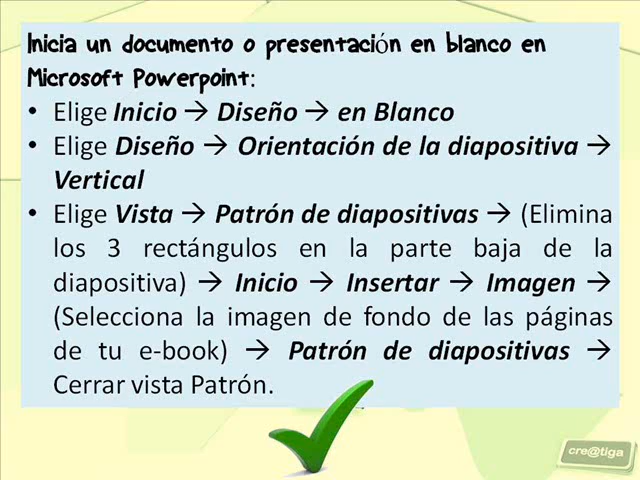 Inicia un documento o presentación en blanco en
Microsoft Powerpoint:
• Elige Inicio → Diseño → en Blanco
• Elige Diseño → Orientación de la diapositiva →
Vertical
• Elige Vista → Patrón de diapositivas → (Elimina
los 3 rectángulos en la parte baja de la
diapositiva) → Inicio → Insertar → Imagen →
(Selecciona la imagen de fondo de las páginas
de tu e-book) → Patrón de diapositivas →
Cerrar vista Patrón.
cre@tiga